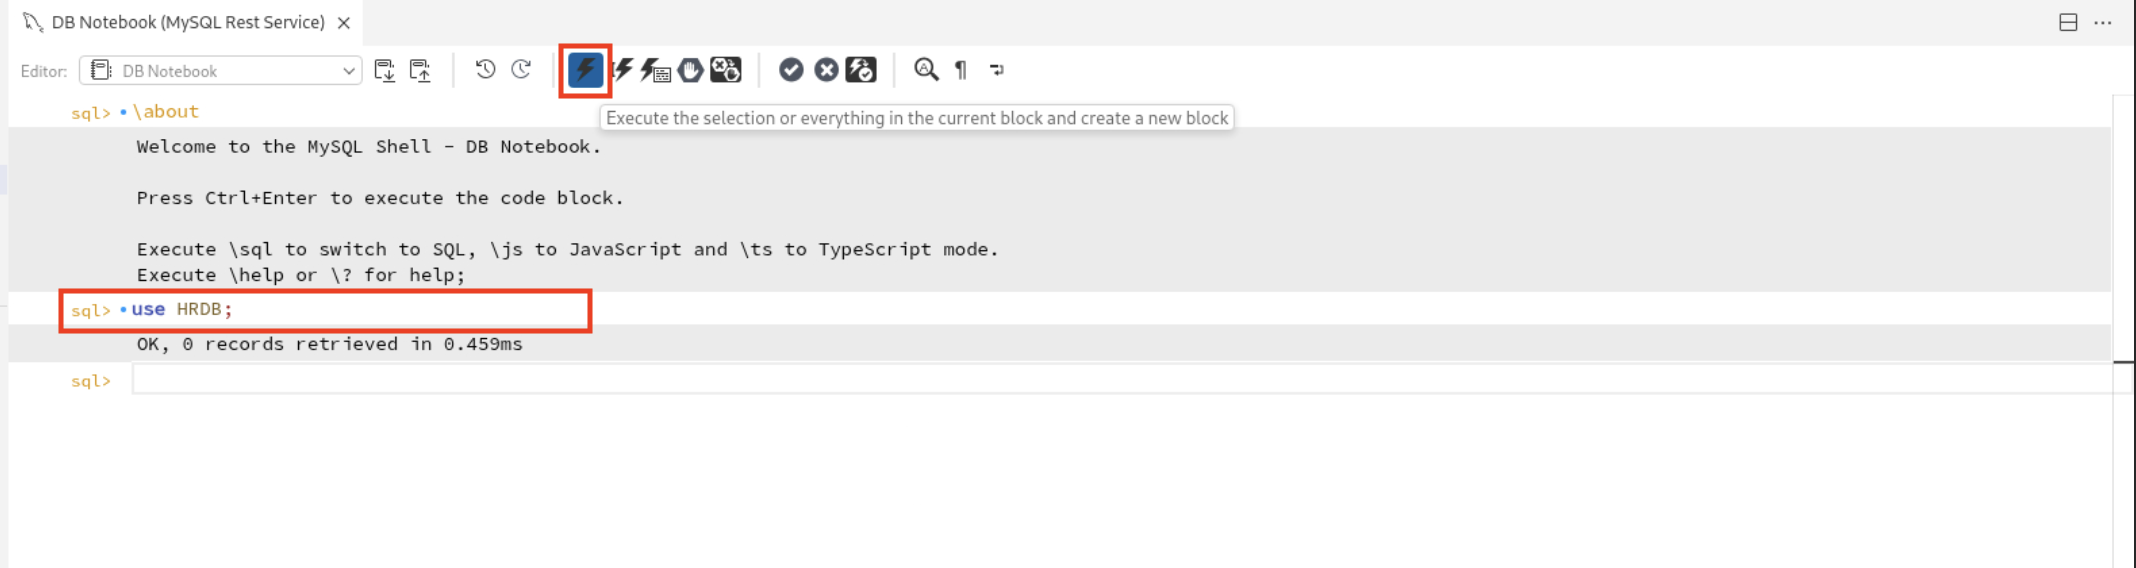 DB Notebook (MySQL Rest Service)
Editor: DB Notebook
sql> \about
Execute the selection or everything in the current block and create a new block
Welcome to the MySQL Shell - DB Notebook.
Press Ctrl+Enter to execute the code block.
Execute \sql to switch to SQL, \js to JavaScript and \ts to TypeScript mode.
Execute \help or \? for help;
sql> use HRDB;
OK, 0 records retrieved in 0.459ms
sql>